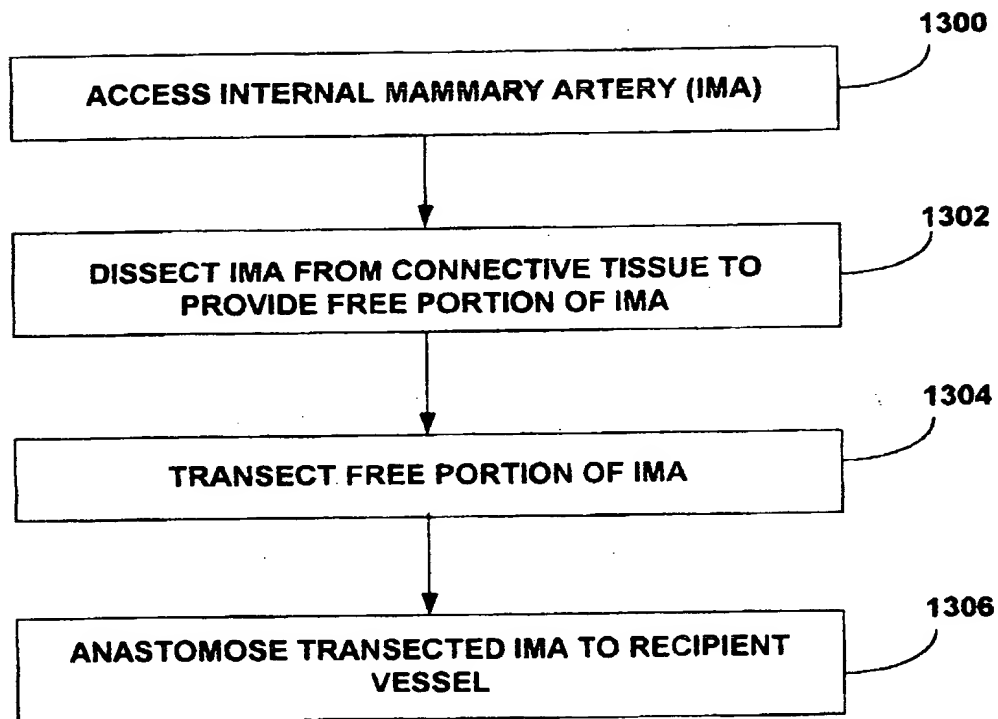 1300
ACCESS INTERNAL MAMMARY ARTERY (IMA)
1302
DISSECT IMA FROM CONNECTIVE TISSUE TO
PROVIDE FREE PORTION OF IMA
1304
TRANSECT FREE PORTION OF IMA
1306
ANASTOMOSE TRANSECTED IMA TO RECIPIENT
VESSEL